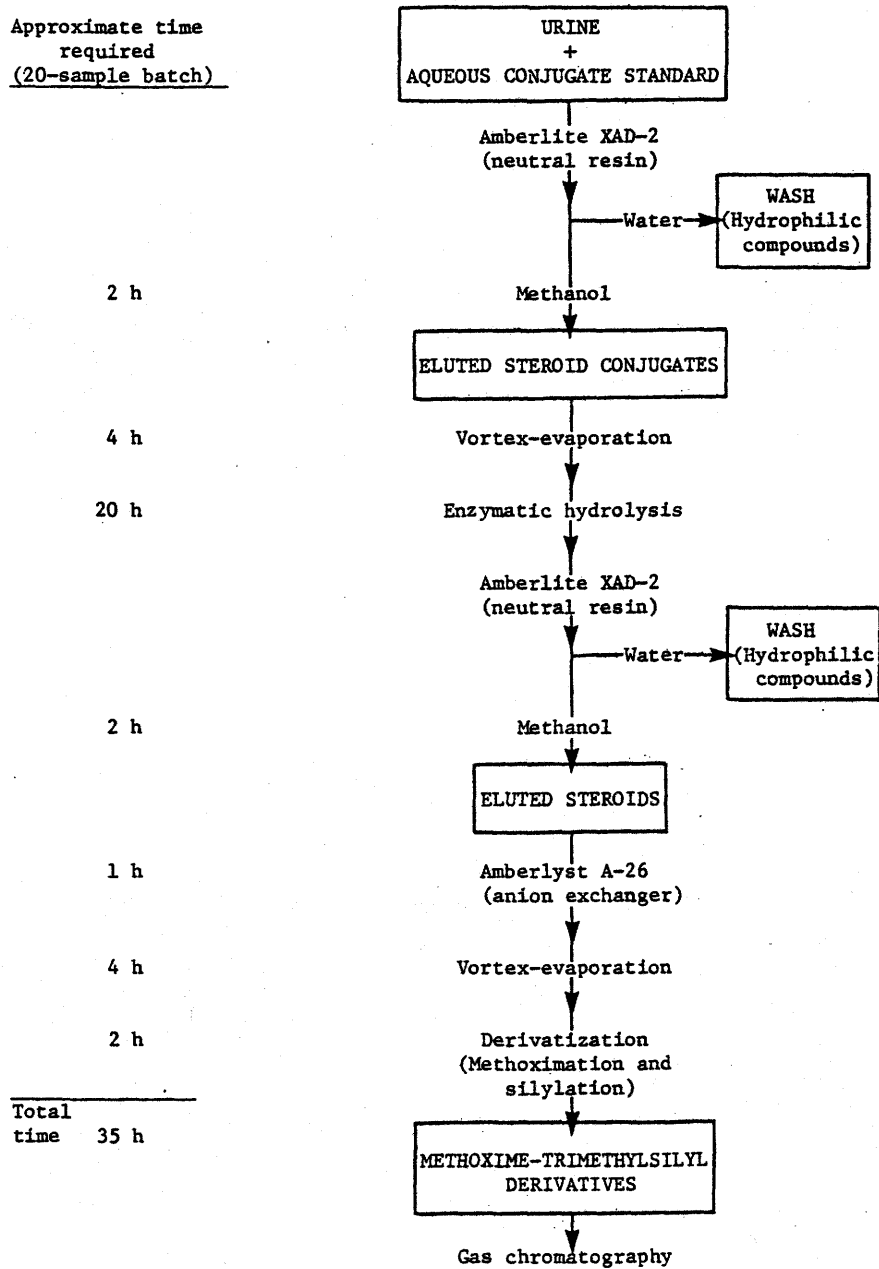 Approximate time
required
(20-sample batch)
URINE
+
AQUEOUS CONJUGATE STANDARD
Amberlite XAD-2
(neutral resin)
Water
WASH
(Hydrophilic
compounds)
2 h
Methanol
ELUTED STEROID CONJUGATES
4 h
Vortex-evaporation
20 h
Enzymatic hydrolysis
Amberlite XAD-2
(neutral resin)
Water
WASH
(Hydrophilic
compounds)
2 h
Methanol
ELUTED STEROIDS
1 h
Amberlyst A-26
(anion exchanger)
4 h
Vortex-evaporation
2 h
Derivatization
(Methoximation and
silylation)
Total
time 35 h
METHOXIME-TRIMETHYLSILYL
DERIVATIVES
Gas chromatography